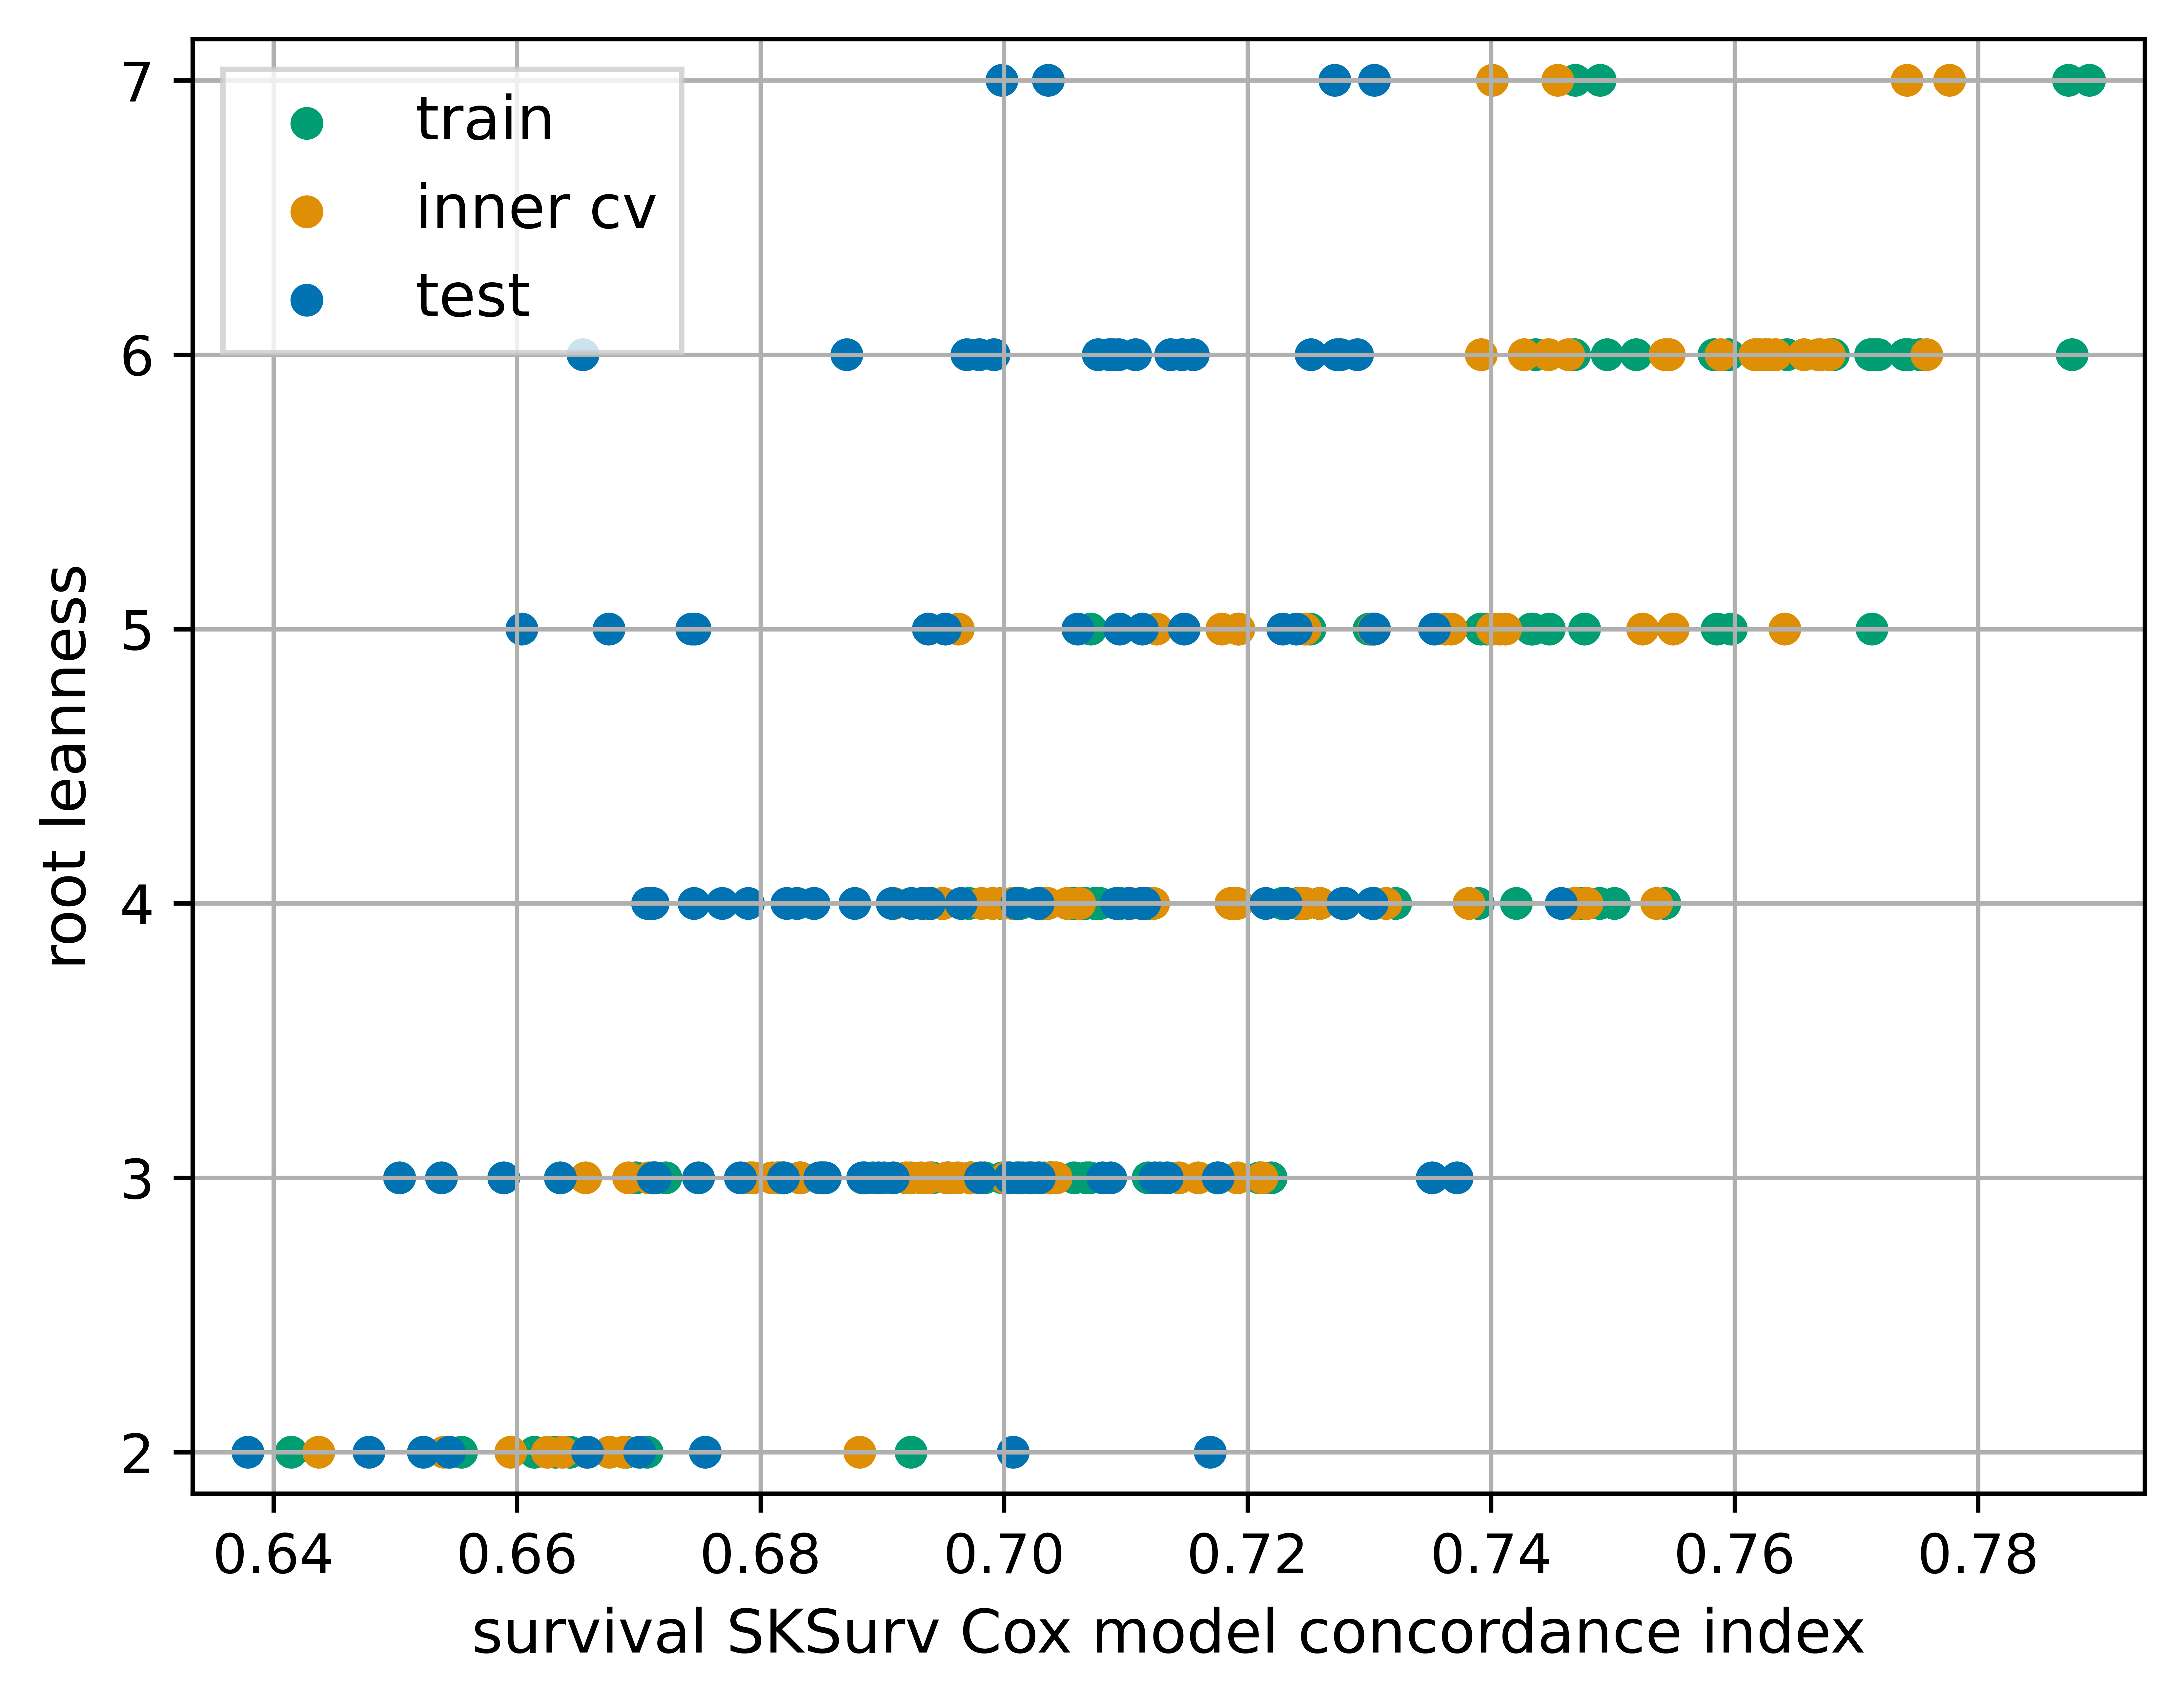 7
6
5
4
3
2
root leanness
train
inner cv
test
0.64 0.66 0.68 0.70 0.72 0.74 0.76 0.78
survival SKSurv Cox model concordance index